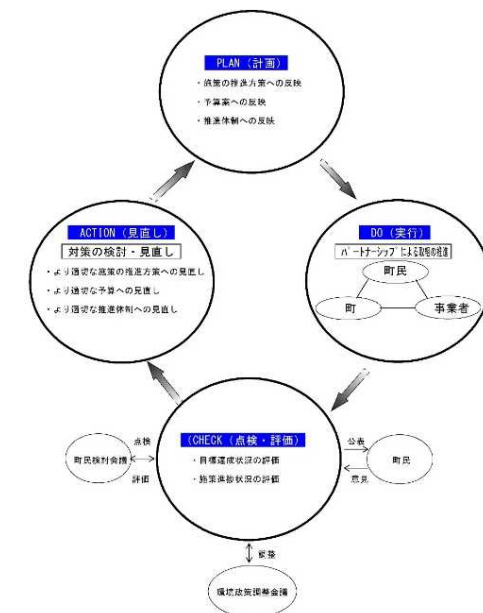 PLAN (計画)
・施策の推進方策への反映
・予算案への反映
・推進体制への反映
ACTION (見直し)
対策の検討・見直し
・より適切な施策の推進方策への見直し
・より適切な予算への見直し
・より適切な推進体制への見直し
DO (実行)
パートナーシップによる取組の推進
町民
町
事業者
(CHECK (点検・評価)
・目標達成状況の評価
・施策進捗状況の評価
点検
評価
町民検討会議
公表
意見
町民
調整
環境政策調整会議